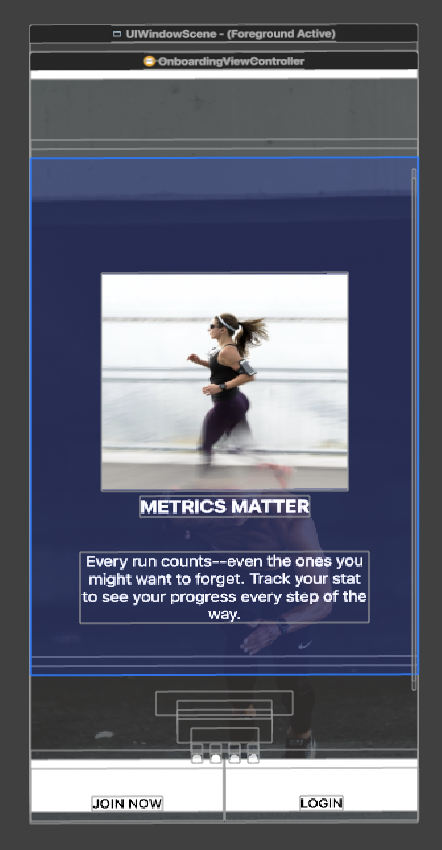 UIWindowScene - (Foreground Active)
OnboardingViewController
METRICS MATTER
Every run counts--even the ones you
might want to forget. Track your stat
to see your progress every step of the
way.
JOIN NOW
LOGIN